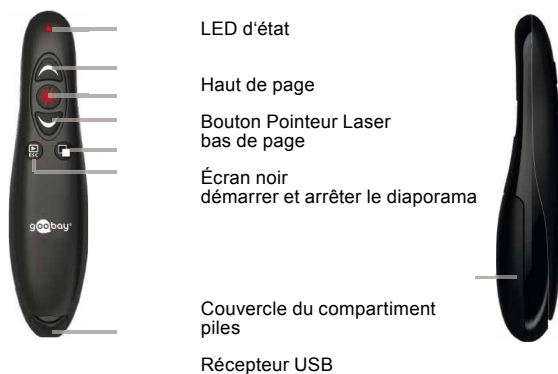 LED d‘état
Haut de page
Bouton Pointeur Laser
bas de page
Écran noir
démarrer et arrêter le diaporama
ESC
goobay®
Couvercle du compartiment
piles
Récepteur USB